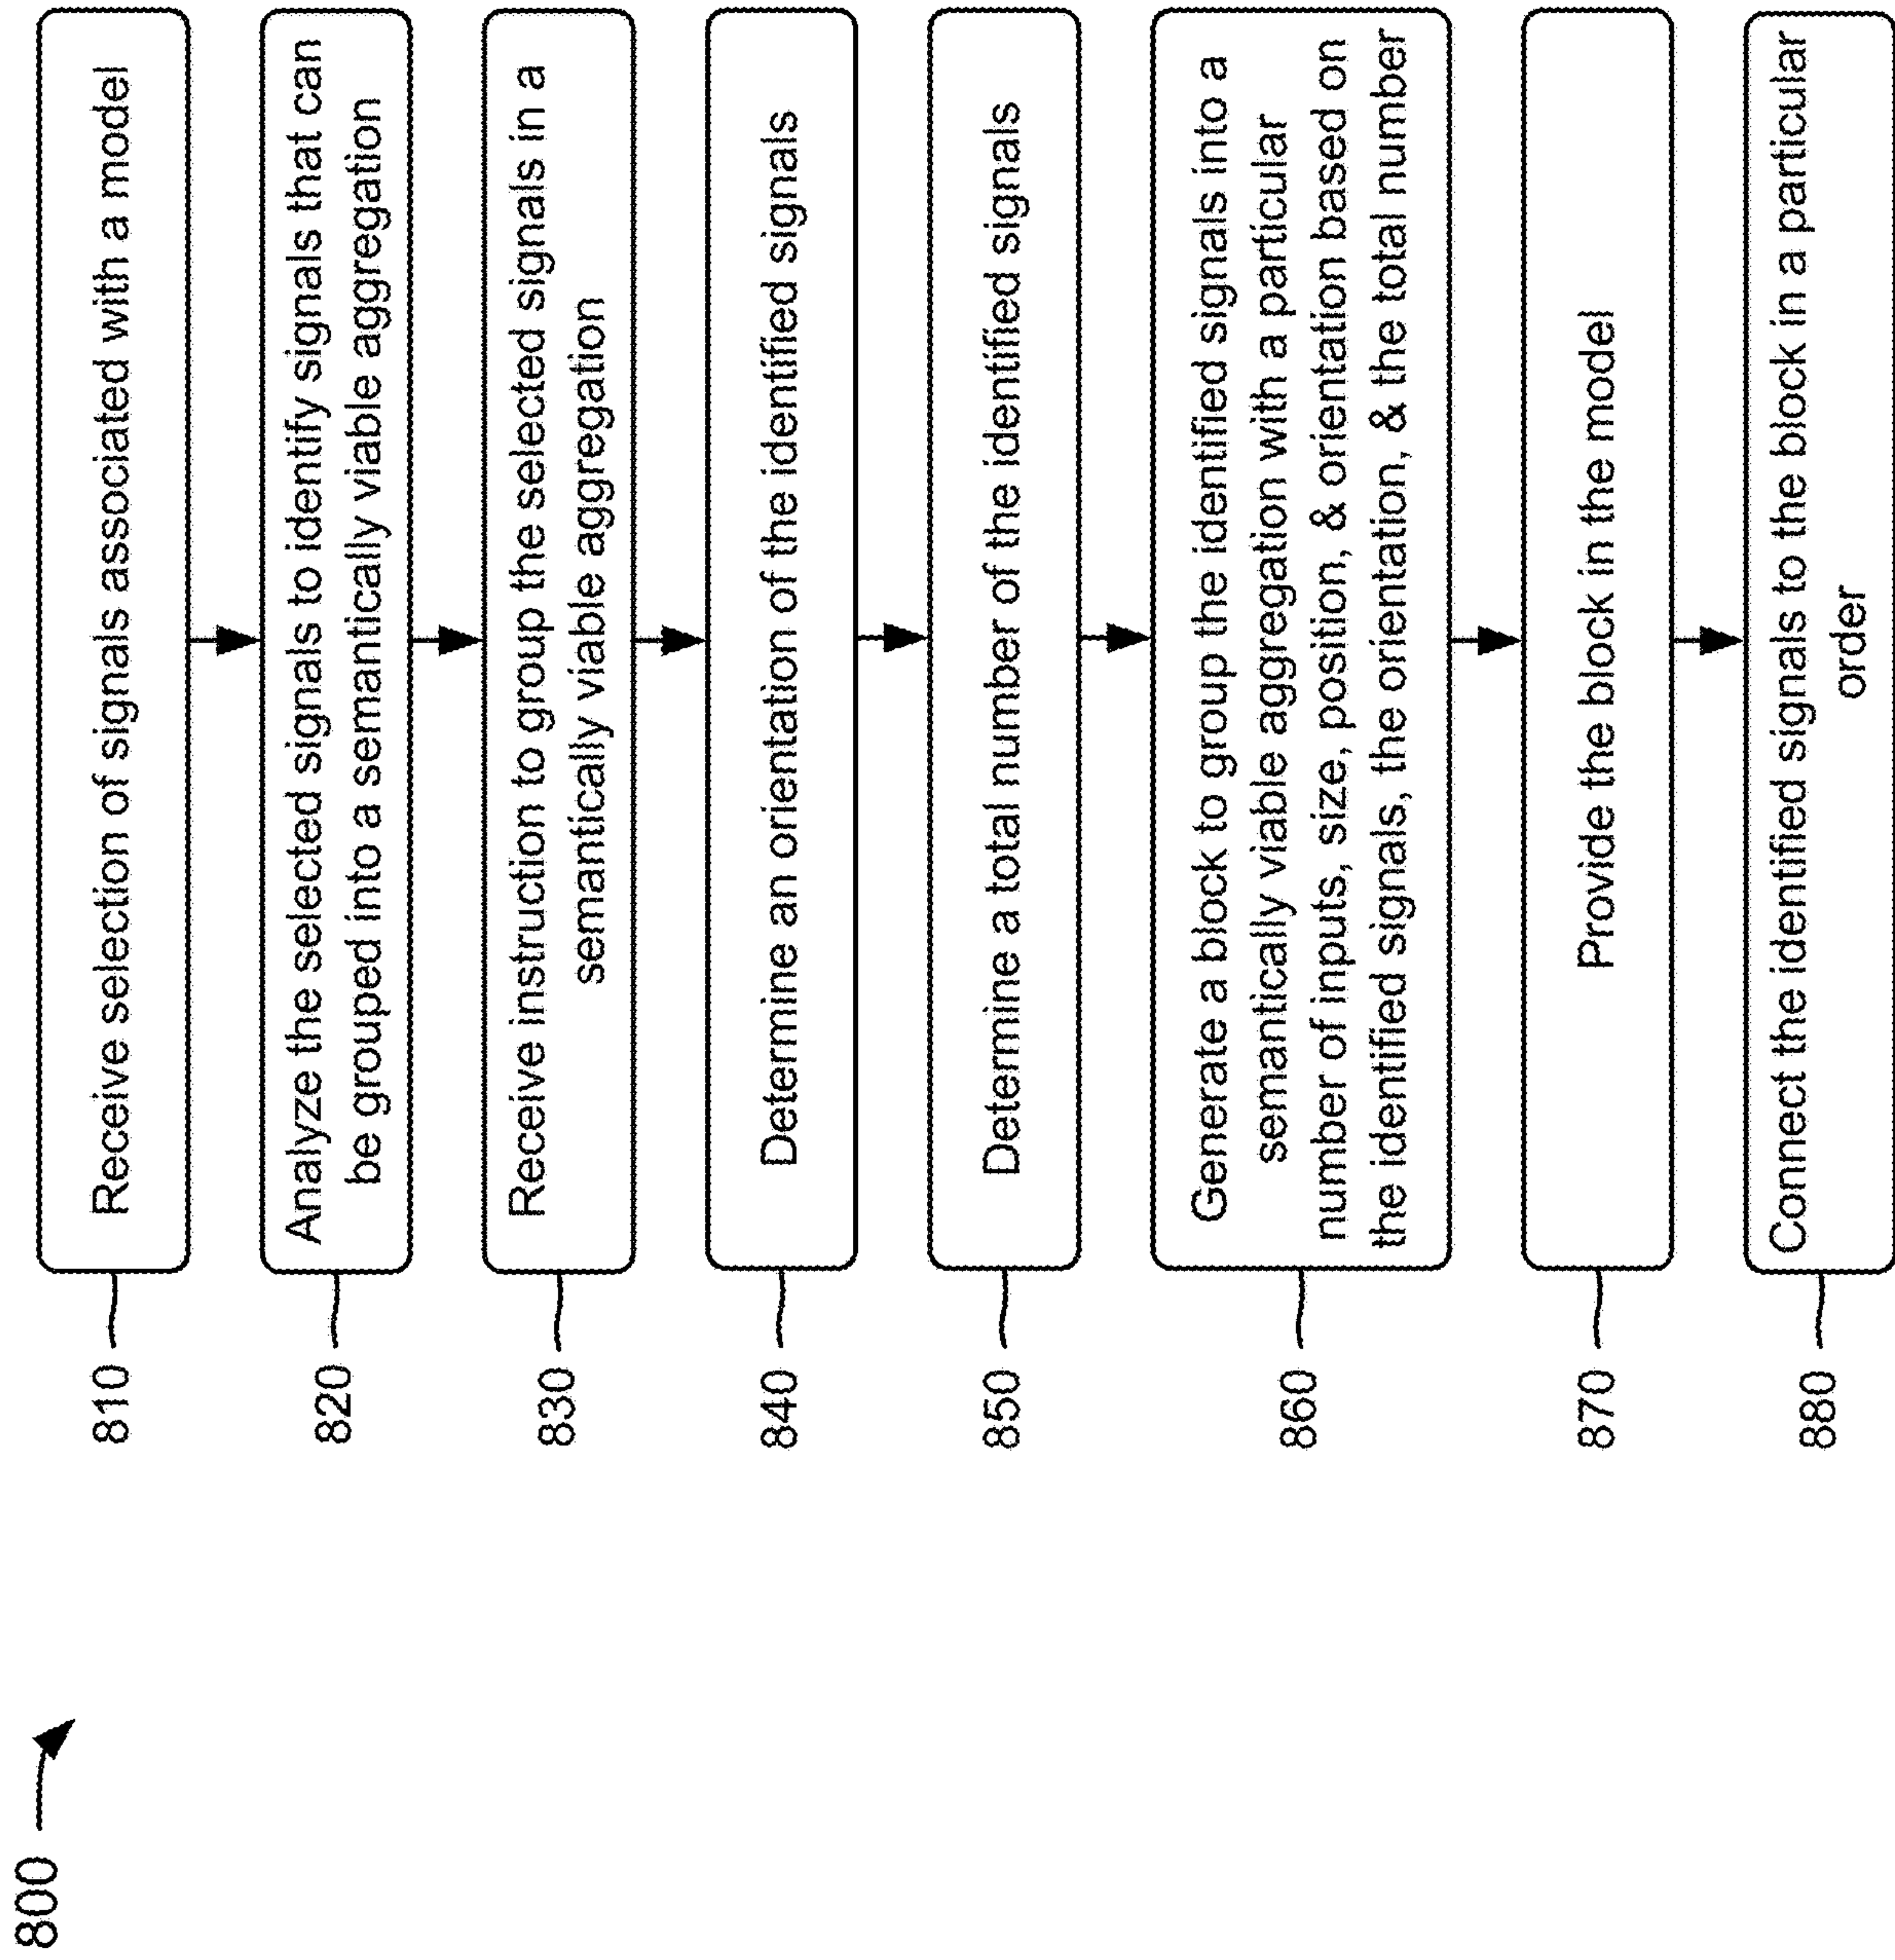 800
810
Receive selection of signals associated with a model
820
Analyze the selected signals to identify signals that can
be grouped into a semantically viable aggregation
830
Receive instruction to group the selected signals in a
semantically viable aggregation
840
Determine an orientation of the identified signals
850
Determine a total number of the identified signals
860
Generate a block to group the identified signals into a
semantically viable aggregation with a particular
number of inputs, size, position, & orientation based on
the identified signals, the orientation, & the total number
870
Provide the block in the model
880
Connect the identified signals to the block in a particular
order